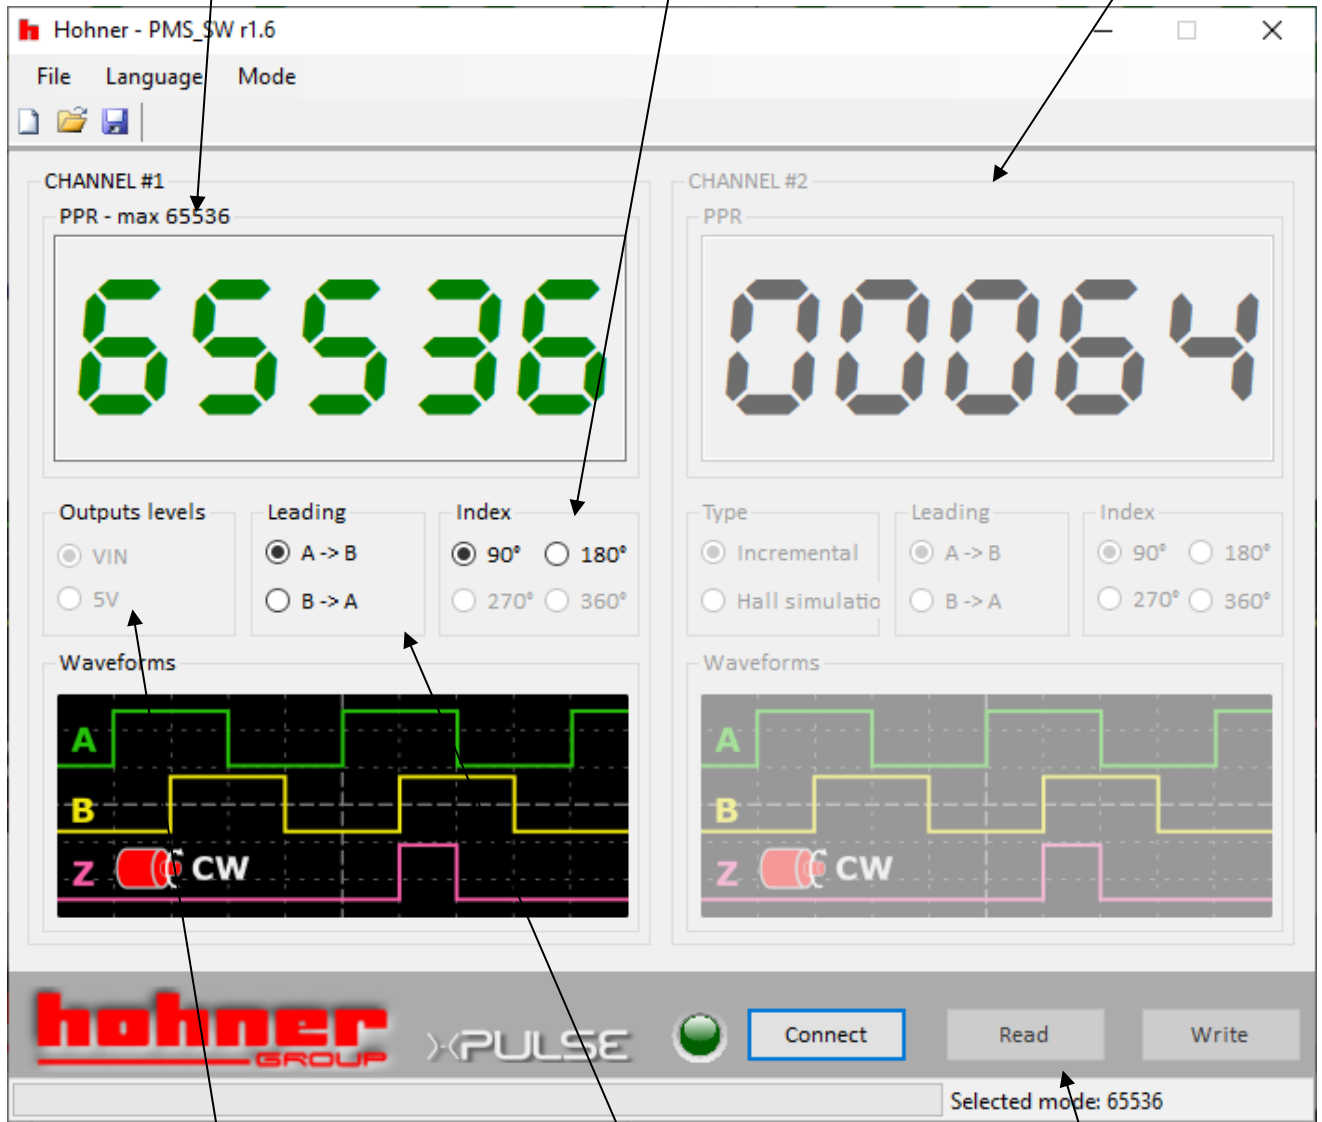 Hohner - PMS_SW r1.6
File Language Mode
CHANNEL #1
PPR - max 65536
65536
Outputs levels
VIN
5V
Leading
A -> B
B -> A
Index
90° 180°
270° 360°
Waveforms
A
B
Z CW
CHANNEL #2
PPR
00064
Type
Incremental
Hall simulatio
Leading
A -> B
B -> A
Index
90° 180°
270° 360°
Waveforms
A
B
Z CW
hohner
GROUP
XPULSE
Connect
Read
Write
Selected mode: 65536